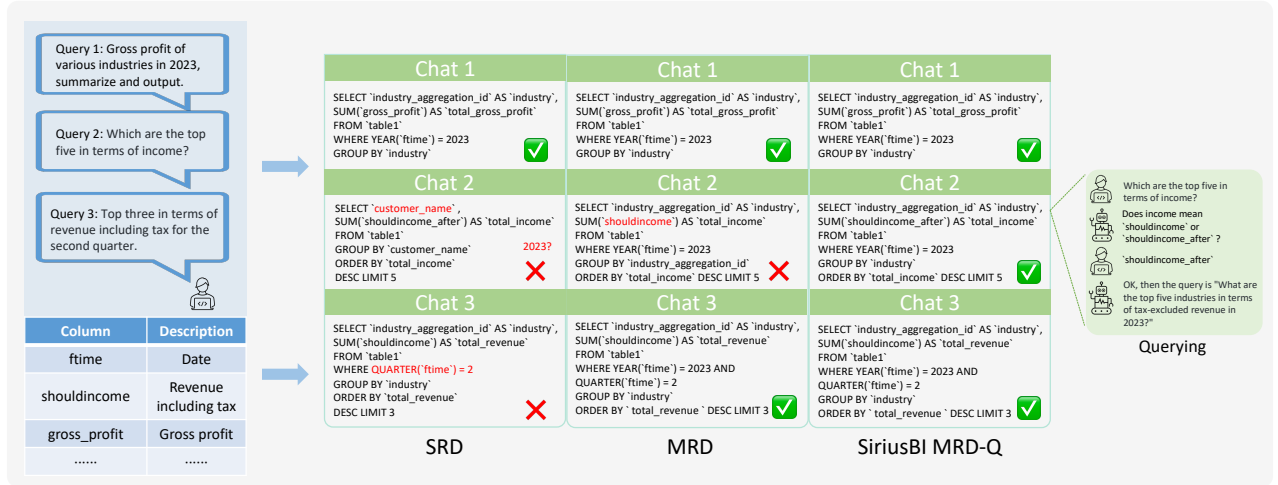 Query 1: Gross profit of
various industries in 2023,
summarize and output.
Query 2: Which are the top
five in terms of income?
Query 3: Top three in terms of
revenue including tax for the
second quarter.
Column Description
ftime Date
shouldincome Revenue
including tax
gross_profit Gross profit
...... ......
Chat 1
SELECT `industry_aggregation_id` AS `industry`,
SUM(`gross_profit`) AS `total_gross_profit`
FROM `table1`
WHERE YEAR(`ftime`) = 2023
GROUP BY `industry`
Chat 2
SELECT `customer_name` ,
SUM(`shouldincome_after`) AS `total_income`
FROM `table1`
GROUP BY `customer_name`
2023?
ORDER BY `total_income`
DESC LIMIT 5
Chat 3
SELECT `industry_aggregation_id` AS `industry`,
SUM(`shouldincome`) AS `total_revenue`
FROM `table1`
WHERE QUARTER(`ftime`) = 2
GROUP BY `industry`
ORDER BY `total_revenue`
DESC LIMIT 3
SRD
Chat 1
SELECT `industry_aggregation_id` AS `industry`,
SUM(`gross_profit`) AS `total_gross_profit`
FROM `table1`
WHERE YEAR(`ftime`) = 2023
GROUP BY `industry`
Chat 2
SELECT `industry_aggregation_id` AS `industry`,
SUM(`shouldincome`) AS `total_income`
FROM `table1`
WHERE YEAR(`ftime`) = 2023
GROUP BY `industry_aggregation_id`
ORDER BY `total_income` DESC LIMIT 5
Chat 3
SELECT `industry_aggregation_id` AS `industry`,
SUM(`shouldincome`) AS `total_revenue`
FROM `table1`
WHERE YEAR(`ftime`) = 2023 AND
QUARTER(`ftime`) = 2
GROUP BY `industry`
ORDER BY ` total_revenue ` DESC LIMIT 3
MRD
Chat 1
SELECT `industry_aggregation_id` AS `industry`,
SUM(`gross_profit`) AS `total_gross_profit`
FROM `table1`
WHERE YEAR(`ftime`) = 2023
GROUP BY `industry`
Chat 2
SELECT `industry_aggregation_id` AS `industry`,
SUM(`shouldincome_after`) AS `total_income`
FROM `table1`
WHERE YEAR(`ftime`) = 2023
GROUP BY `industry`
ORDER BY `total_income` DESC LIMIT 5
Chat 3
SELECT `industry_aggregation_id` AS `industry`,
SUM(`shouldincome`) AS `total_revenue`
FROM `table1`
WHERE YEAR(`ftime`) = 2023 AND
QUARTER(`ftime`) = 2
GROUP BY `industry`
ORDER BY ` total_revenue ` DESC LIMIT 3
SiriusBI MRD-Q
Which are the top five in
terms of income?
Does income mean
`shouldincome` or
`shouldincome_after` ?
`shouldincome_after`
OK, then the query is "What are
the top five industries in terms
of tax-excluded revenue in
2023?"
Querying